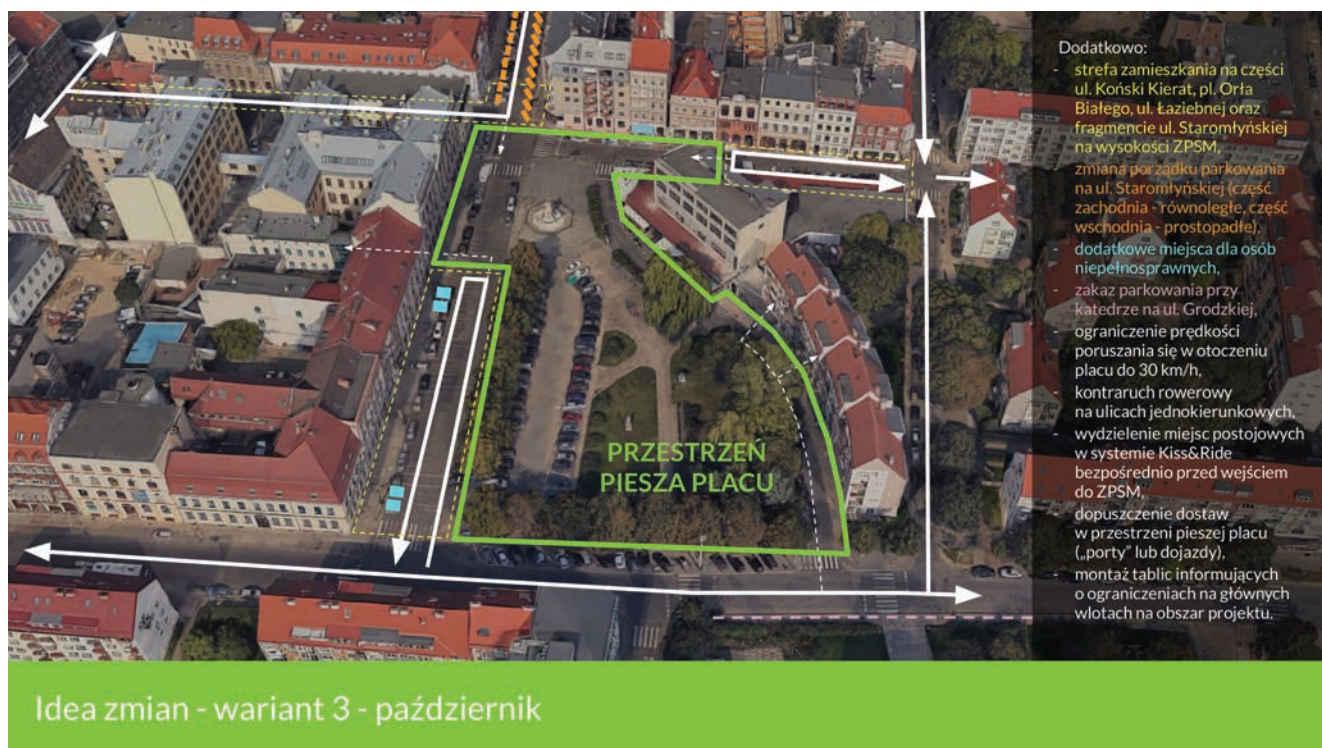 Dodatkowo:
- strefa zamieszkania na części
ul. Koński Kierat, pl. Orła
Białego, ul. Łaziebnej oraz
fragmencie ul. Staromłyńskiej
na wysokości ZPSM,
- zmiana porządku parkowania
na ul. Staromłyńskiej (część
zachodnia - równoległe, część
wschodnia - prostopadłe),
- dodatkowe miejsca dla osób
niepełnosprawnych,
- zakaz parkowania przy
katedrze na ul. Grodzkiej,
- ograniczenie prędkości
poruszania się w otoczeniu
placu do 30 km/h,
- kontraruch rowerowy
na ulicach jednokierunkowych,
- wydzielenie miejsc postojowych
w systemie Kiss&Ride
bezpośrednio przed wejściem
do ZPSM,
- dopuszczenie dostaw
w przestrzeni pieszej placu
(„porty” lub dojazdy),
- montaż tablic informujących
o ograniczeniach na głównych
wlotach na obszar projektu.
PRZESTRZEŃ
PIESZA PLACU
Idea zmian - wariant 3 - październik